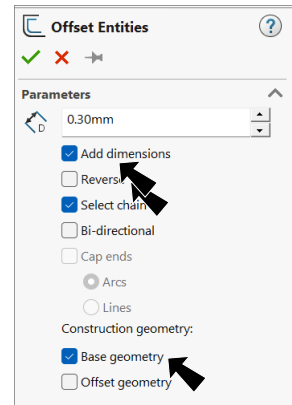 Offset Entities
?
Parameters
D
0.30mm
Add dimensions
Reverse
Select chain
Bi-directional
Cap ends
Arcs
Lines
Construction geometry:
Base geometry
Offset geometry